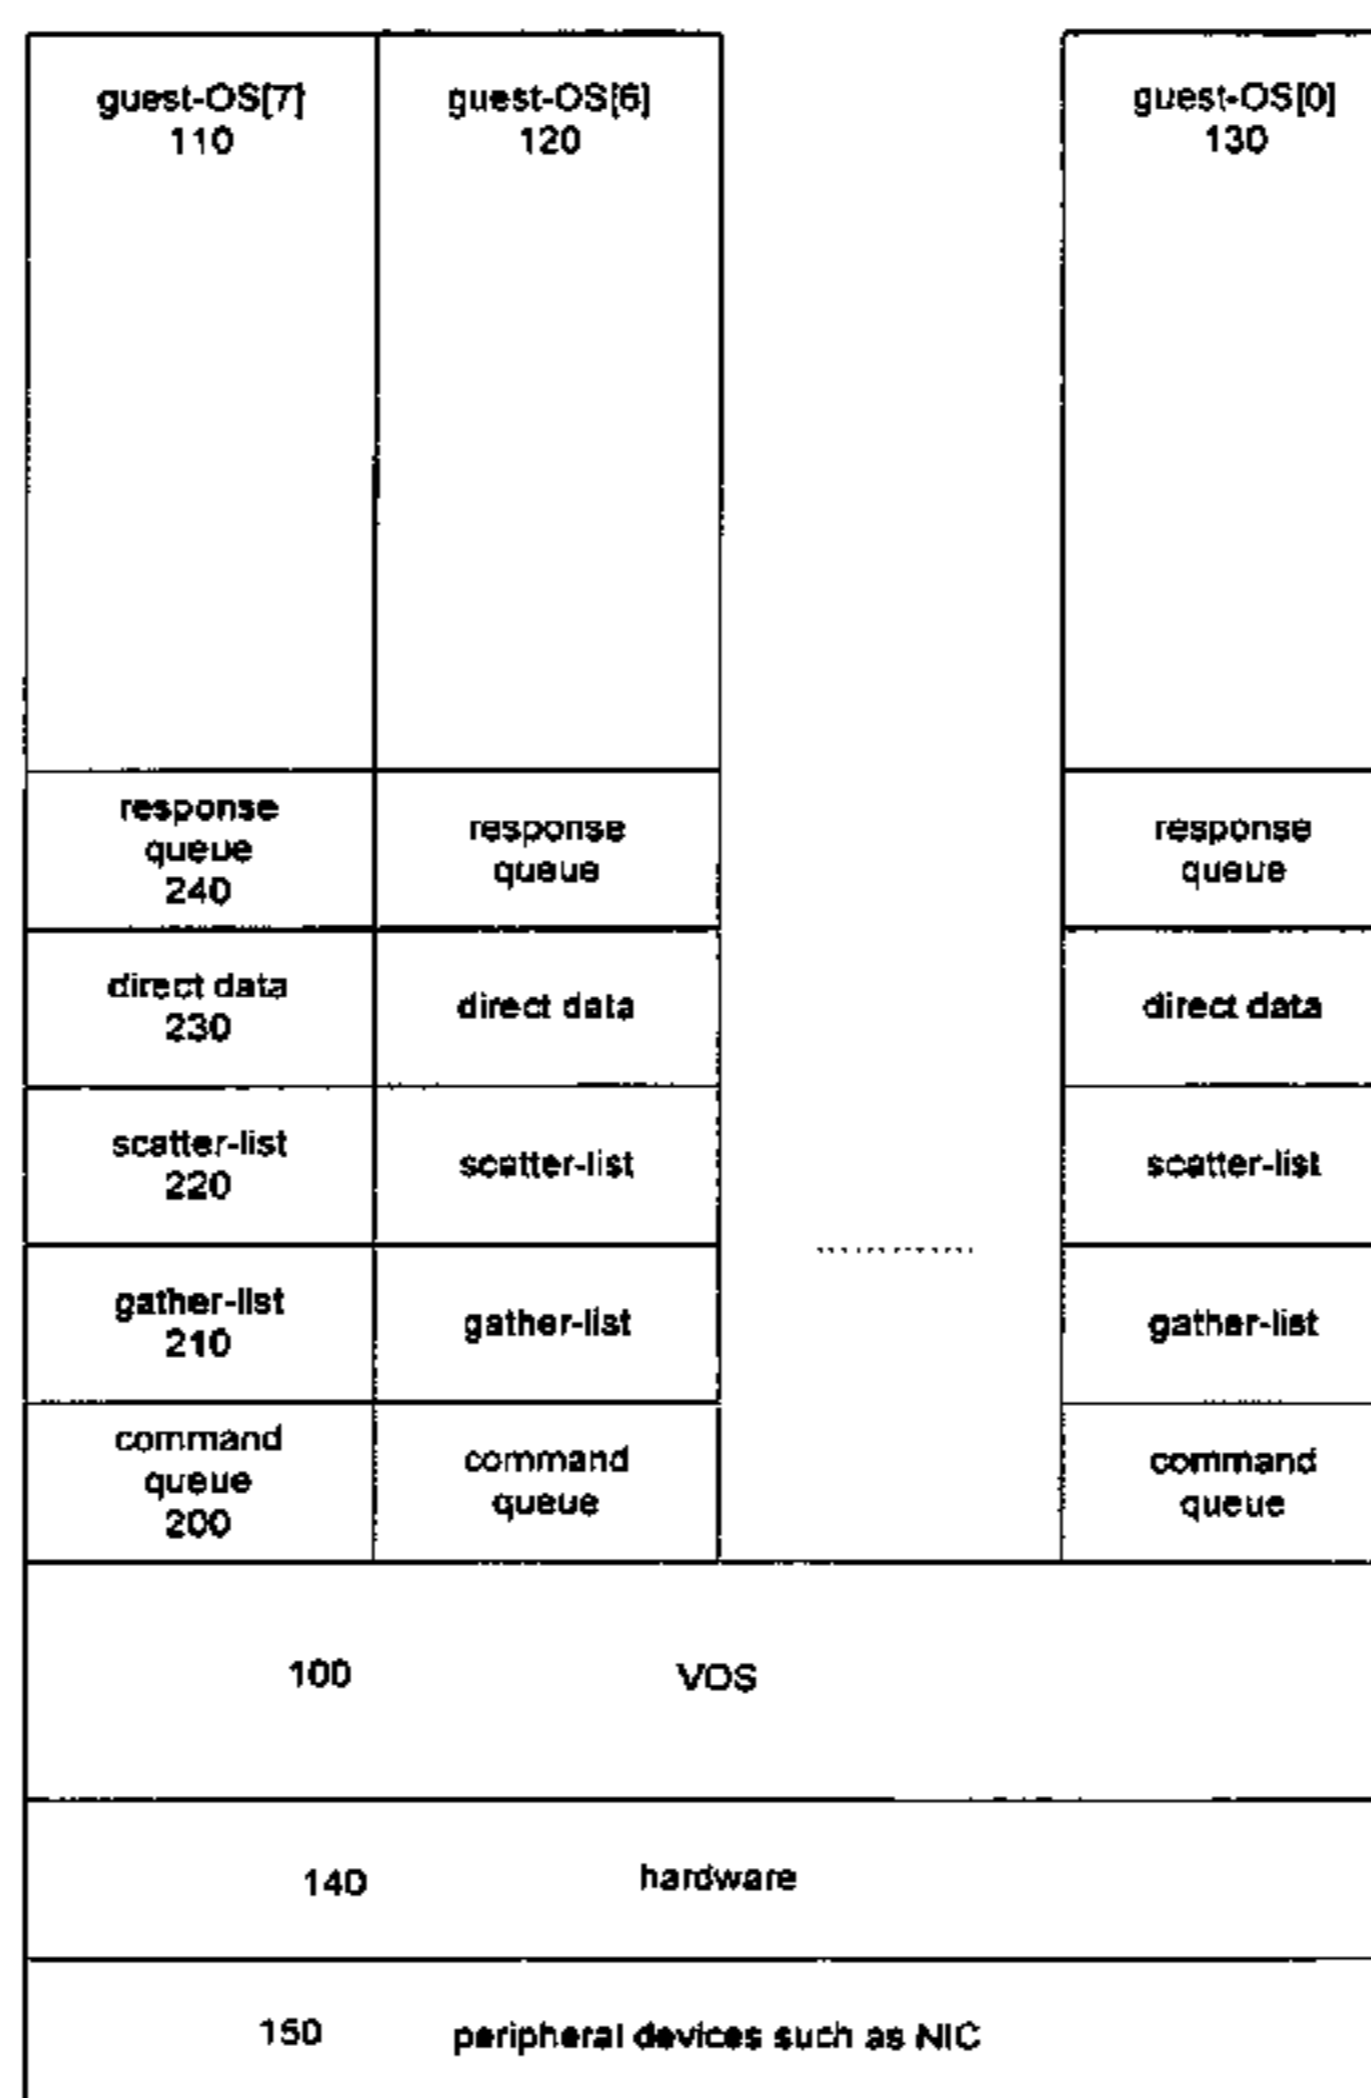 guest-OS[7]
110
guest-OS[6]
120
guest-OS[0]
130
response
queue
240
response
queue
response
queue
direct data
230
direct data
direct data
scatter-list
220
scatter-list
scatter-list
gather-list
210
gather-list
gather-list
command
queue
200
command
queue
command
queue
100 VOS
140 hardware
150 peripheral devices such as NIC